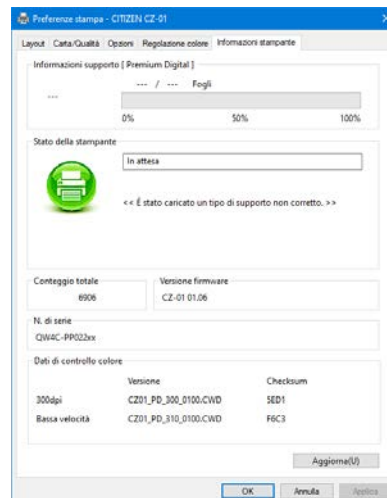 Preferenze stampa - CITIZEN CZ-01
Layout Carta/Qualità Opzioni Regolazione colore Informazioni stampante
Informazioni supporto [ Premium Digital ]
--- / --- Fogli
---
0% 50% 100%
Stato della stampante
In attesa
<< É stato caricato un tipo di supporto non corretto. >>
Conteggio totale
6906
Versione firmware
CZ-01 01.06
N. di serie
QW4C-PP022xx
Dati di controllo colore
Versione Checksum
300dpi CZ01_PD_300_0100.CWD 5ED1
Bassa velocità CZ01_PD_310_0100.CWD F6C3
Aggiorna(U)
OK Annulla Applica